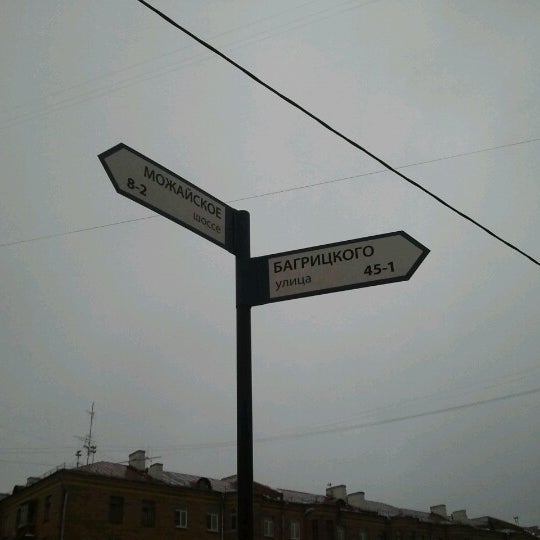 МОЖАЙСКОЕ
шоссе
8-2
БАГРИЦКОГО
улица
45-1